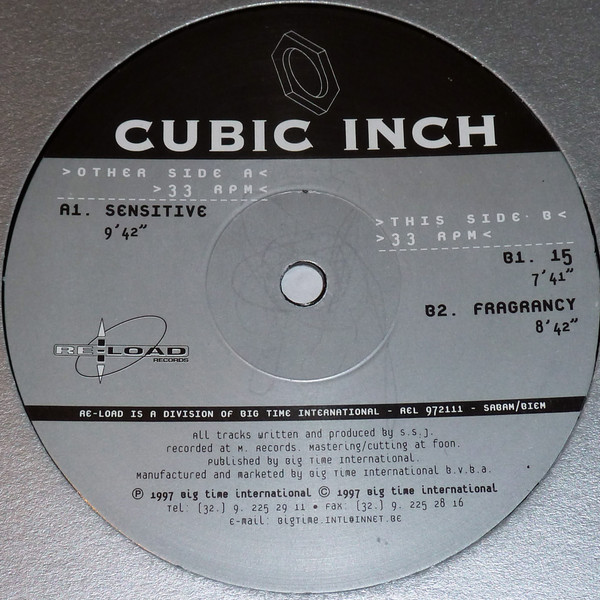 CUBIC INCH
>OTHER SIDE A<
>33 RPM<
A1. SENSITIVE
9'42"
>THIS SIDE B<
>33 RPM<
B1. 15
7'41"
B2. FRAGRANCY
8'42"
RE-LOAD
RECORDS
RE-LOAD IS A DIVISION OF BIG TIME INTERNATIONAL - REL 972111 - SABAM/BIEM
All tracks written and produced by S.S.J.
recorded at M. Records. Mastering/cutting at Foon.
Published by Big Time International.
Manufactured and marketed by Big Time International b.v.b.a.
℗ 1997 Big Time International © 1997 Big Time International
Tel: (32.) 9. 225 29 11 • Fax: (32.) 9. 225 28 16
E-mail: BIGTIME.INTL@INNET.BE